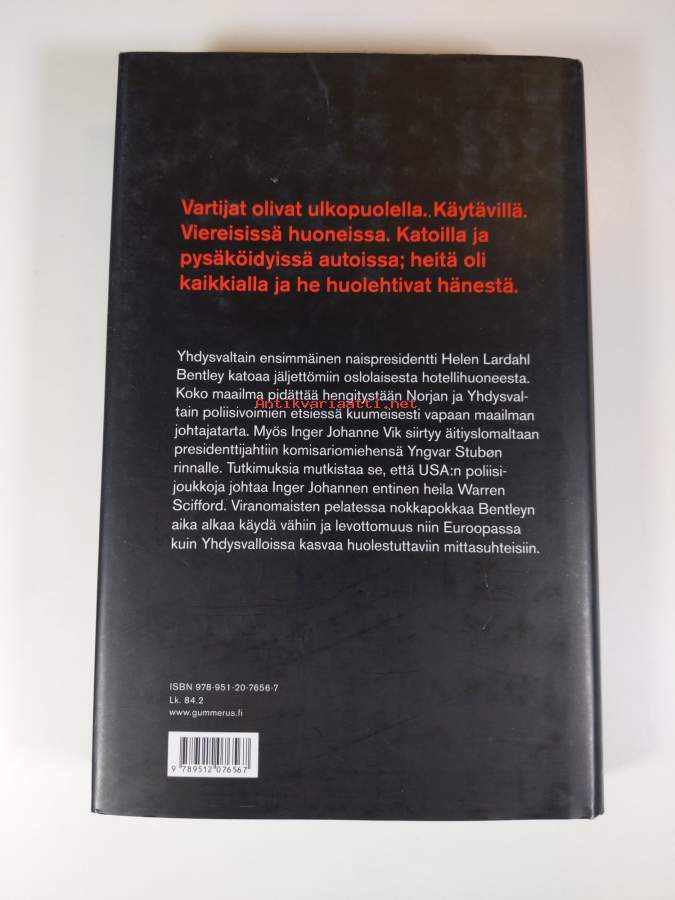 Vartijat olivat ulkopuolella. Käytävillä.
Viereisissä huoneissa. Katoilla ja
pysäköidyissä autoissa; heitä oli
kaikkialla ja he huolehtivat hänestä.
Yhdysvaltain ensimmäinen naispresidentti Helen Lardahl
Bentley katoaa jäljettömiin oslolaisesta hotellihuoneesta.
Koko maailma pidättää hengitystään Norjan ja Yhdysval-
Antikvariaatti.net
tain poliisivoimien etsiessä kuumeisesti vapaan maailman
johtajatarta. Myös Inger Johanne Vik siirtyy äitiyslomaltaan
presidenttijahtiin komisariomiehensä Yngvar Stubøn
rinnalle. Tutkimuksia mutkistaa se, että USA:n poliisi-
joukkoja johtaa Inger Johannen entinen heila Warren
Scifford. Viranomaisten pelatessa nokkapokkaa Bentleyn
aika alkaa käydä vähiin ja levottomuus niin Euroopassa
kuin Yhdysvalloissa kasvaa huolestuttaviin mittasuhteisiin.
ISBN 978-951-20-7656-7
Lk. 84.2
www.gummerus.fi
9 789512 076567